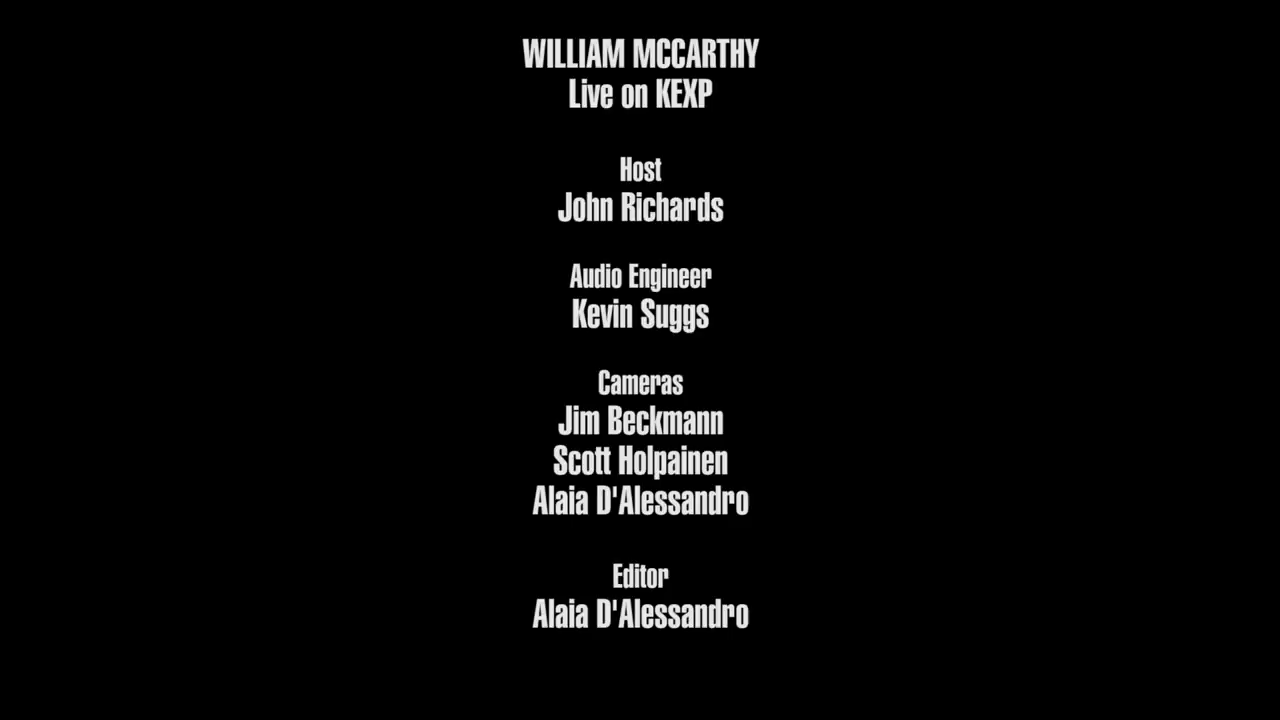 WILLIAM MCCARTHY
Live on KEXP
Host
John Richards
Audio Engineer
Kevin Suggs
Cameras
Jim Beckmann
Scott Holpainen
Alaia D'Alessandro
Editor
Alaia D'Alessandro